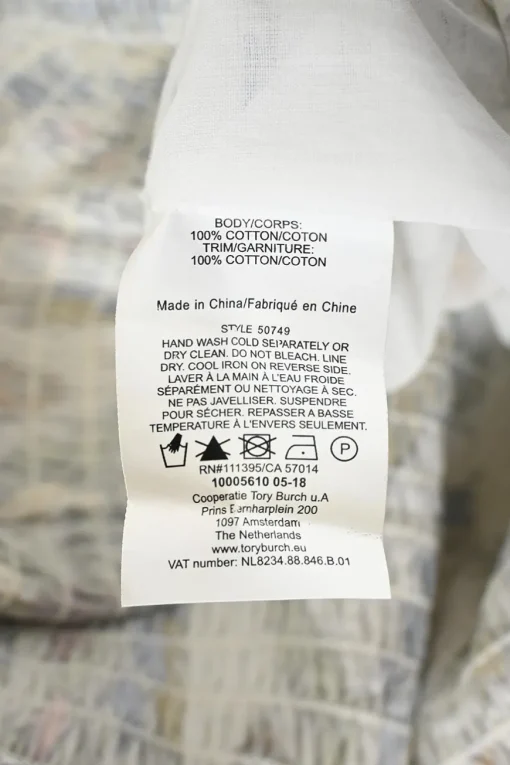 BODY/CORPS:
100% COTTON/COTON
TRIM/GARNITURE:
100% COTTON/COTON
Made in China/Fabriqué en Chine
STYLE 50749
HAND WASH COLD SEPARATELY OR
DRY CLEAN. DO NOT BLEACH. LINE
DRY. COOL IRON ON REVERSE SIDE.
LAVER À LA MAIN À L'EAU FROIDE
SÉPARÉMENT OU NETTOYAGE À SEC.
NE PAS JAVELLISER. SUSPENDRE
POUR SÉCHER. REPASSER A BASSE
TEMPERATURE À L'ENVERS SEULEMENT.
P
RN#111395/CA 57014
10005610 05-18
Cooperatie Tory Burch u.A
Prins Bernharplein 200
1097 Amsterdam
The Netherlands
www.toryburch.eu
VAT number: NL8234.88.846.B.01